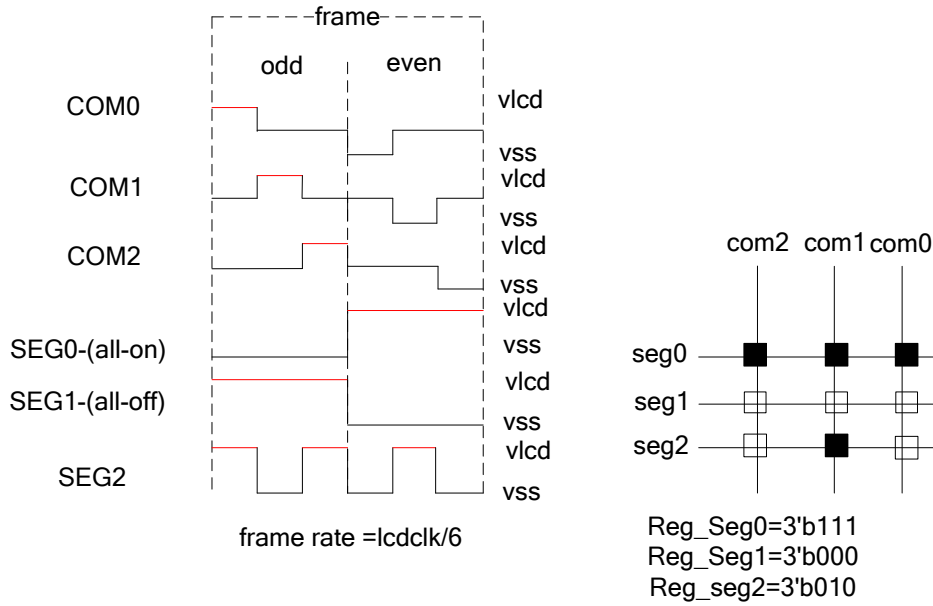 frame
odd even
COM0
vlcd
vss
COM1
vlcd
vss
COM2
vlcd
vss
vlcd
SEG0-(all-on)
vss
SEG1-(all-off)
vlcd
vss
SEG2
vlcd
vss
frame rate =lcdclk/6
com2 com1 com0
seg0
seg1
seg2
Reg_Seg0=3'b111
Reg_Seg1=3'b000
Reg_seg2=3'b010